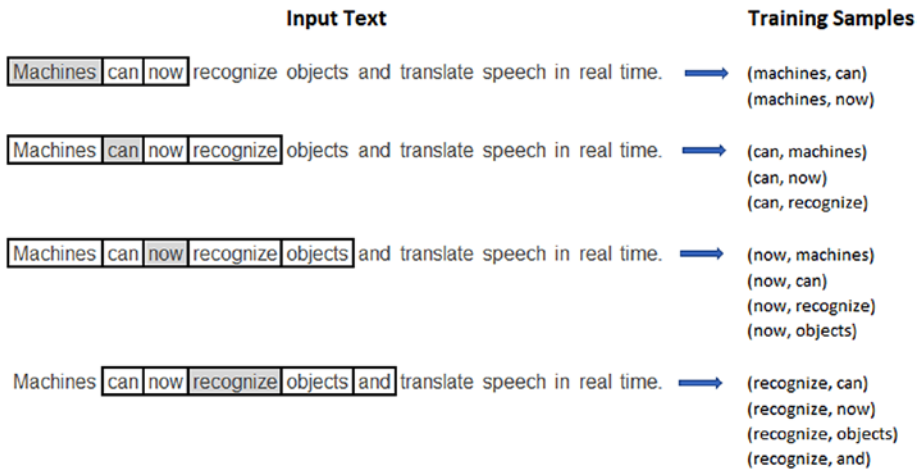 Input Text Training Samples
Machines can now recognize objects and translate speech in real time. (machines, can)
(machines, now)
Machines can now recognize objects and translate speech in real time. (can, machines)
(can, now)
(can, recognize)
Machines can now recognize objects and translate speech in real time. (now, machines)
(now, can)
(now, recognize)
(now, objects)
Machines can now recognize objects and translate speech in real time. (recognize, can)
(recognize, now)
(recognize, objects)
(recognize, and)